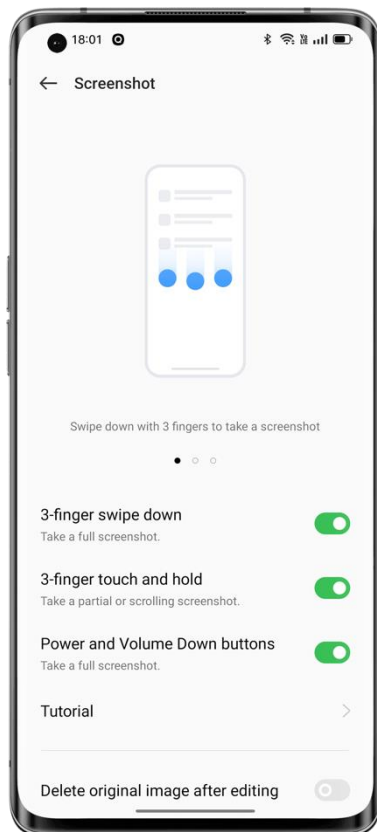 18:01
Screenshot
Swipe down with 3 fingers to take a screenshot
3-finger swipe down
Take a full screenshot.
3-finger touch and hold
Take a partial or scrolling screenshot.
Power and Volume Down buttons
Take a full screenshot.
Tutorial
Delete original image after editing